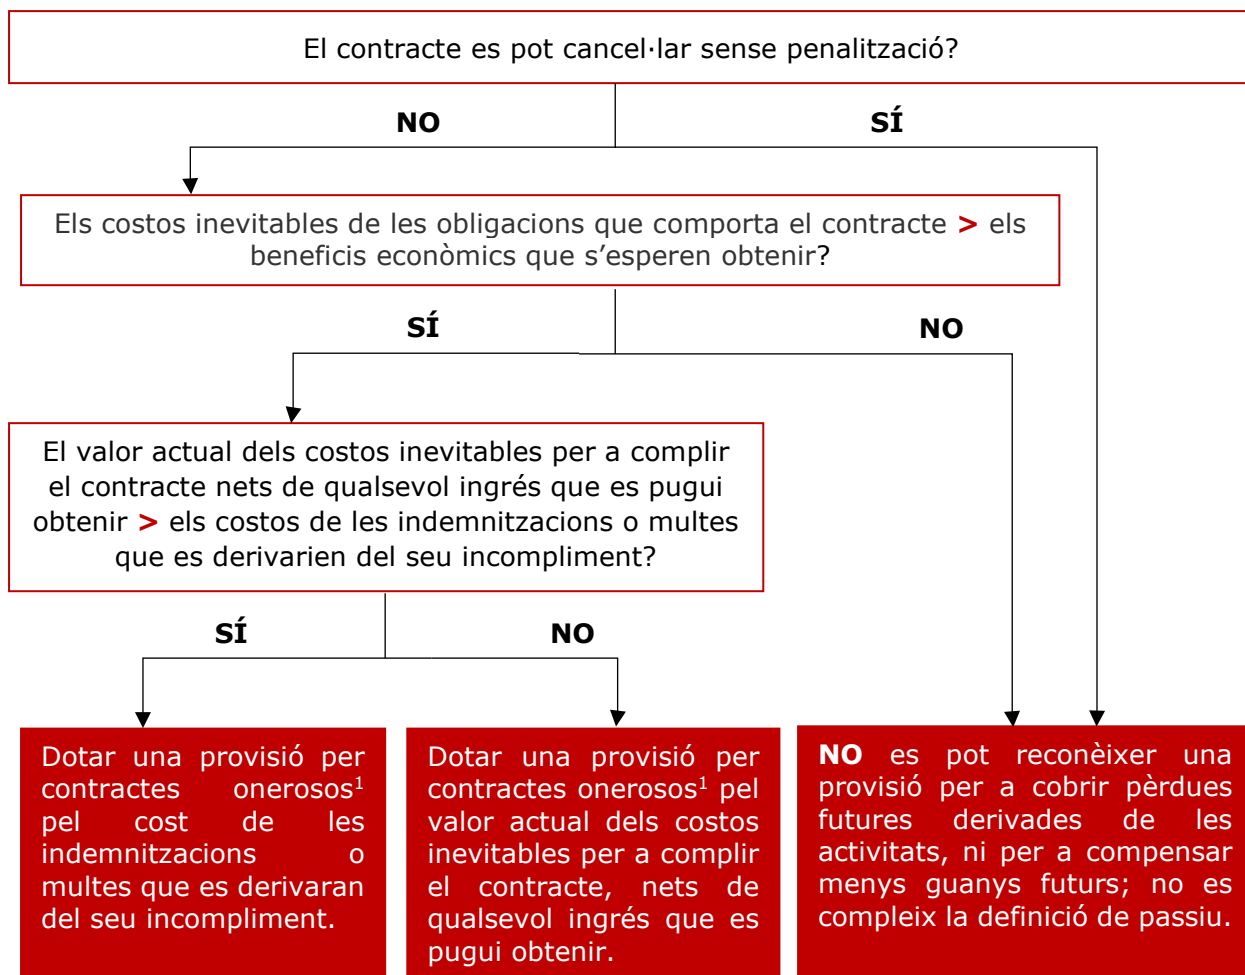 El contracte es pot cancel·lar sense penalització?
NO
SÍ
Els costos inevitables de les obligacions que comporta el contracte > els
beneficis econòmics que s’esperen obtenir?
SÍ
NO
El valor actual dels costos inevitables per a complir
el contracte nets de qualsevol ingrés que es pugui
obtenir > els costos de les indemnitzacions o multes
que es derivarien del seu incompliment?
SÍ
NO
Dotar una provisió per
contractes onerosos¹
pel cost de les
indemnitzacions o
multes que es derivaran
del seu incompliment.
Dotar una provisió per
contractes onerosos¹ pel
valor actual dels costos
inevitables per a complir
el contracte, nets de
qualsevol ingrés que es
pugui obtenir.
NO es pot reconèixer una
provisió per a cobrir pèrdues
futures derivades de les
activitats, ni per a compensar
menys guanys futurs; no es
compleix la definició de passiu.